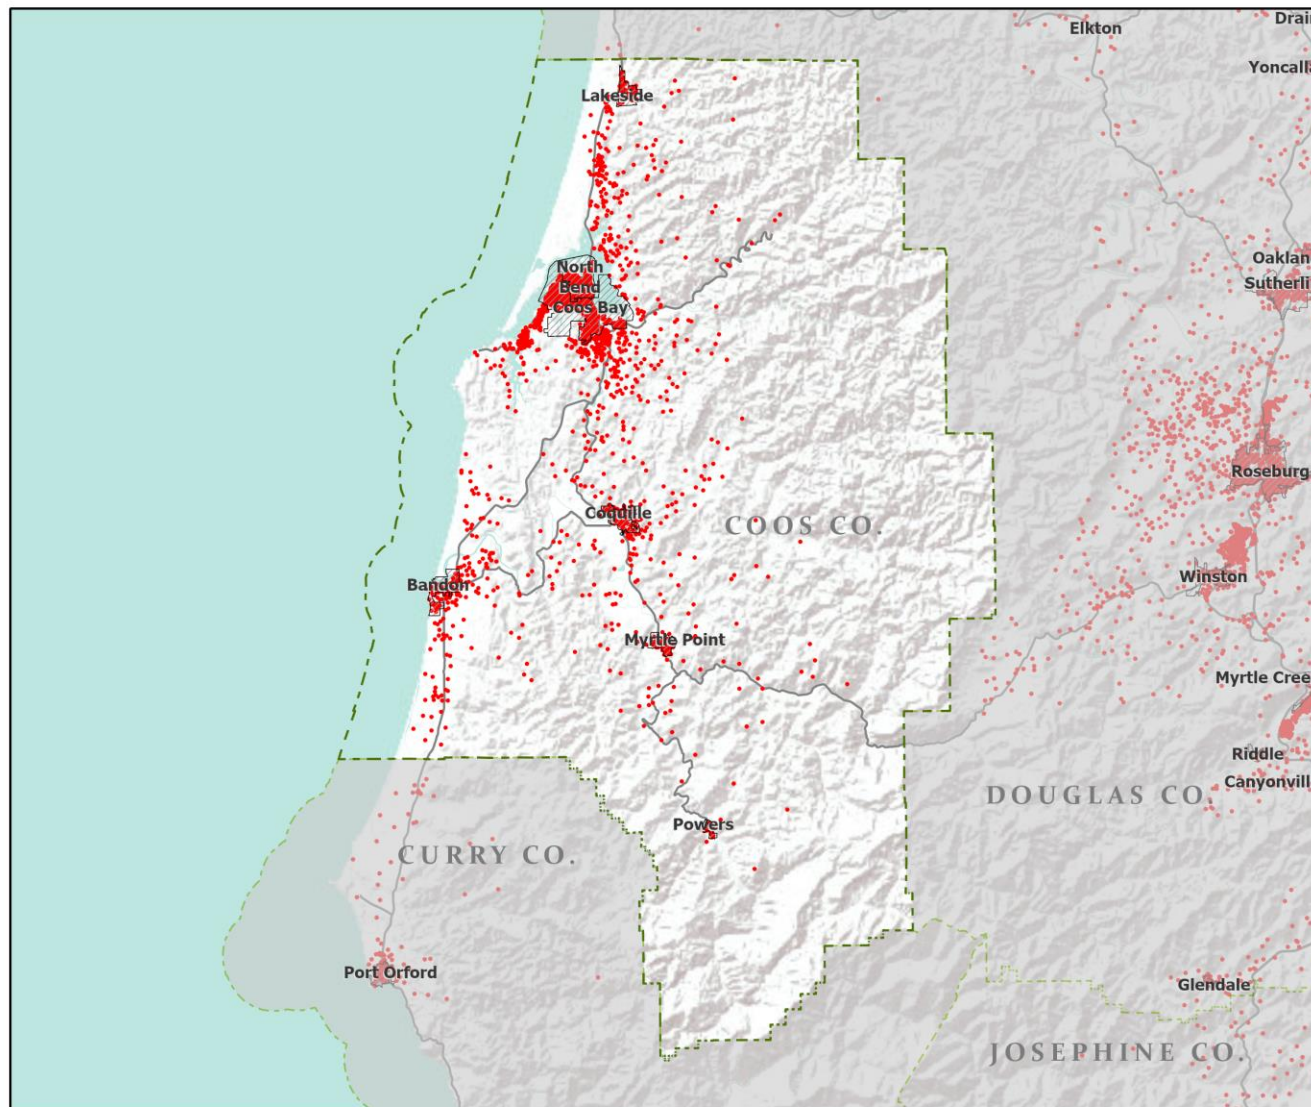 Drai
Elkton
Yoncall
Lakeside
Oaklan
Sutherli
North
Bend
Coos Bay
Roseburg
Coquille
COOS CO.
Winston
Bandon
Myrtle Point
Myrtle Cree
Riddle
Canyonvill
DOUGLAS CO.
Powers
CURRY CO.
Port Orford
Glendale
JOSEPHINE CO.